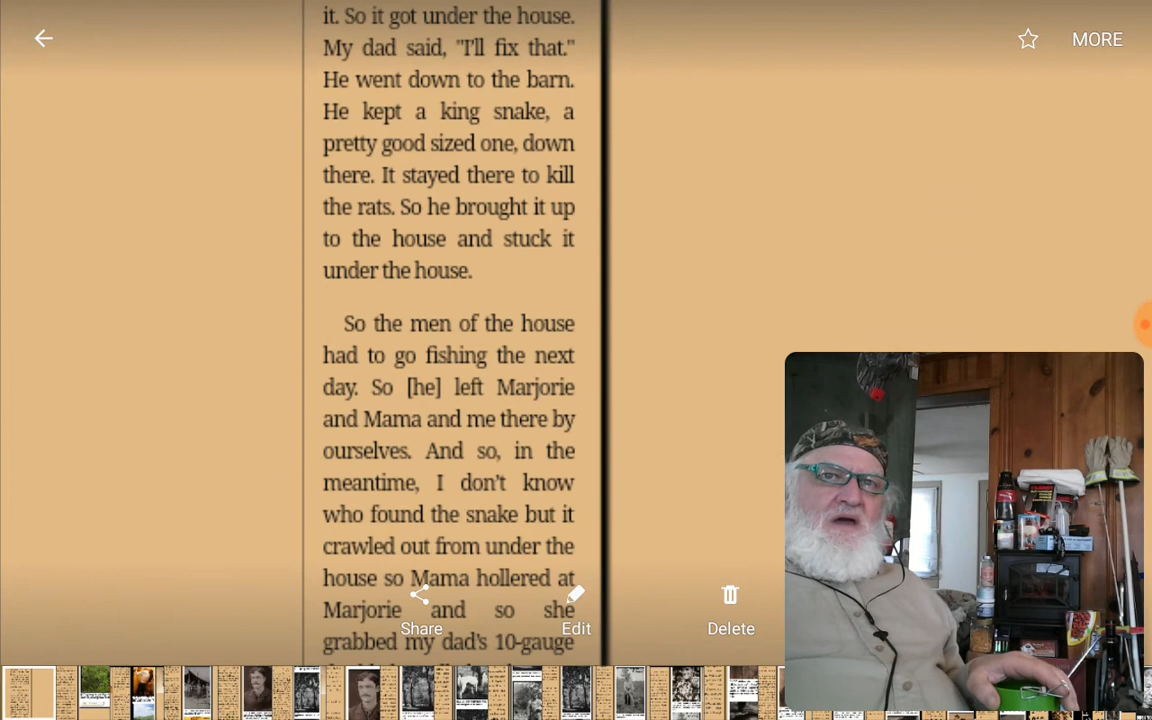 it. So it got under the house.
MORE
My dad said, "I'll fix that."
He went down to the barn.
He kept a king snake, a
pretty good sized one, down
there. It stayed there to kill
the rats. So he brought it up
to the house and stuck it
under the house.
So the men of the house
had to go fishing the next
day. So [he] left Marjorie
and Mama and me there by
ourselves. And so, in the
meantime, I don't know
who found the snake but it
crawled out from under the
house so Mama hollered at
Marjorie and so she
grabbed my dad's 10-gauge
Share
Edit
Delete